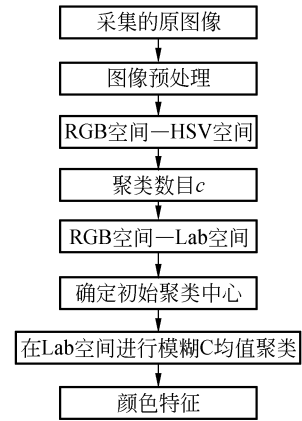 采集的原图像
图像预处理
RGB空间—HSV空间
聚类数目c
RGB空间—Lab空间
确定初始聚类中心
在Lab空间进行模糊C均值聚类
颜色特征